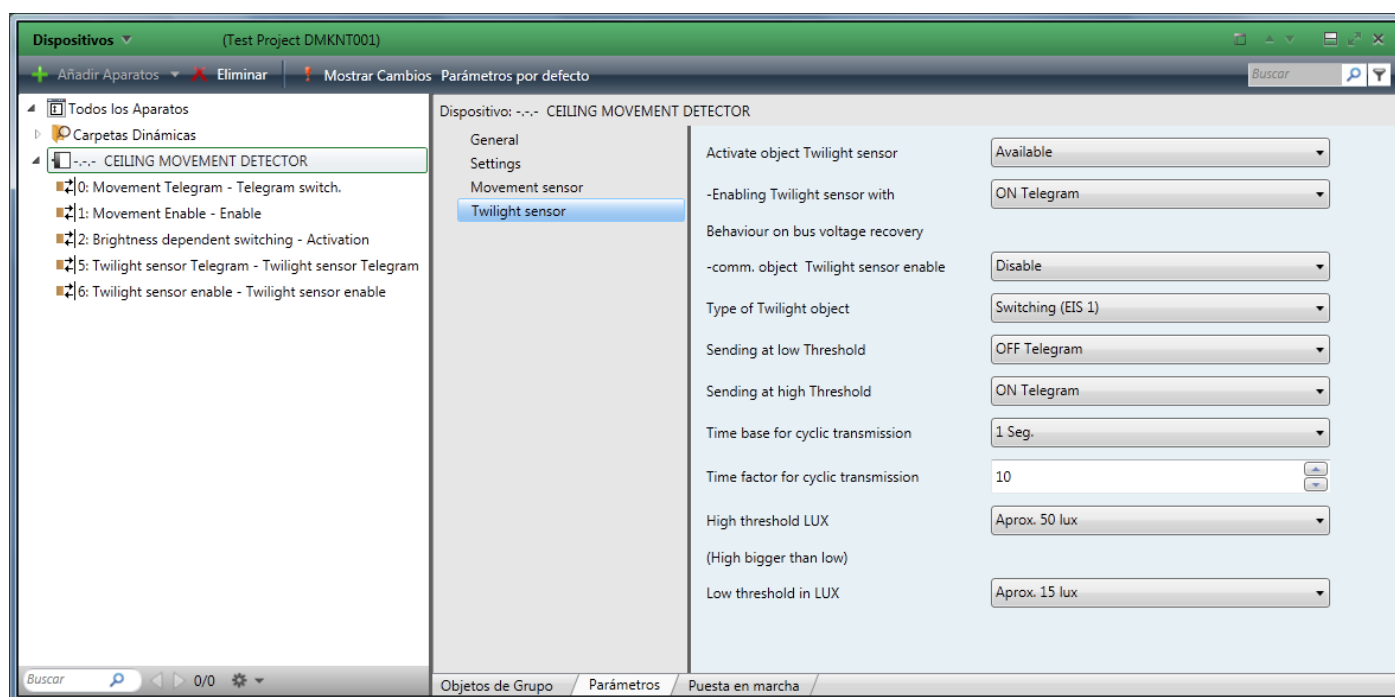 Dispositivos (Test Project DMKNT001)
Añadir Aparatos Eliminar Mostrar Cambios Parámetros por defecto Buscar
Todos los Aparatos
Carpetas Dinámicas
-.-.- CEILING MOVEMENT DETECTOR
0: Movement Telegram - Telegram switch.
1: Movement Enable - Enable
2: Brightness dependent switching - Activation
5: Twilight sensor Telegram - Twilight sensor Telegram
6: Twilight sensor enable - Twilight sensor enable
Buscar 0/0
Dispositivo: -.-.- CEILING MOVEMENT DETECTOR
General
Settings
Movement sensor
Twilight sensor
Activate object Twilight sensor Available
-Enabling Twilight sensor with ON Telegram
Behaviour on bus voltage recovery
-comm. object Twilight sensor enable Disable
Type of Twilight object Switching (EIS 1)
Sending at low Threshold OFF Telegram
Sending at high Threshold ON Telegram
Time base for cyclic transmission 1 Seg.
Time factor for cyclic transmission 10
High threshold LUX Aprox. 50 lux
(High bigger than low)
Low threshold in LUX Aprox. 15 lux
Objetos de Grupo Parámetros Puesta en marcha